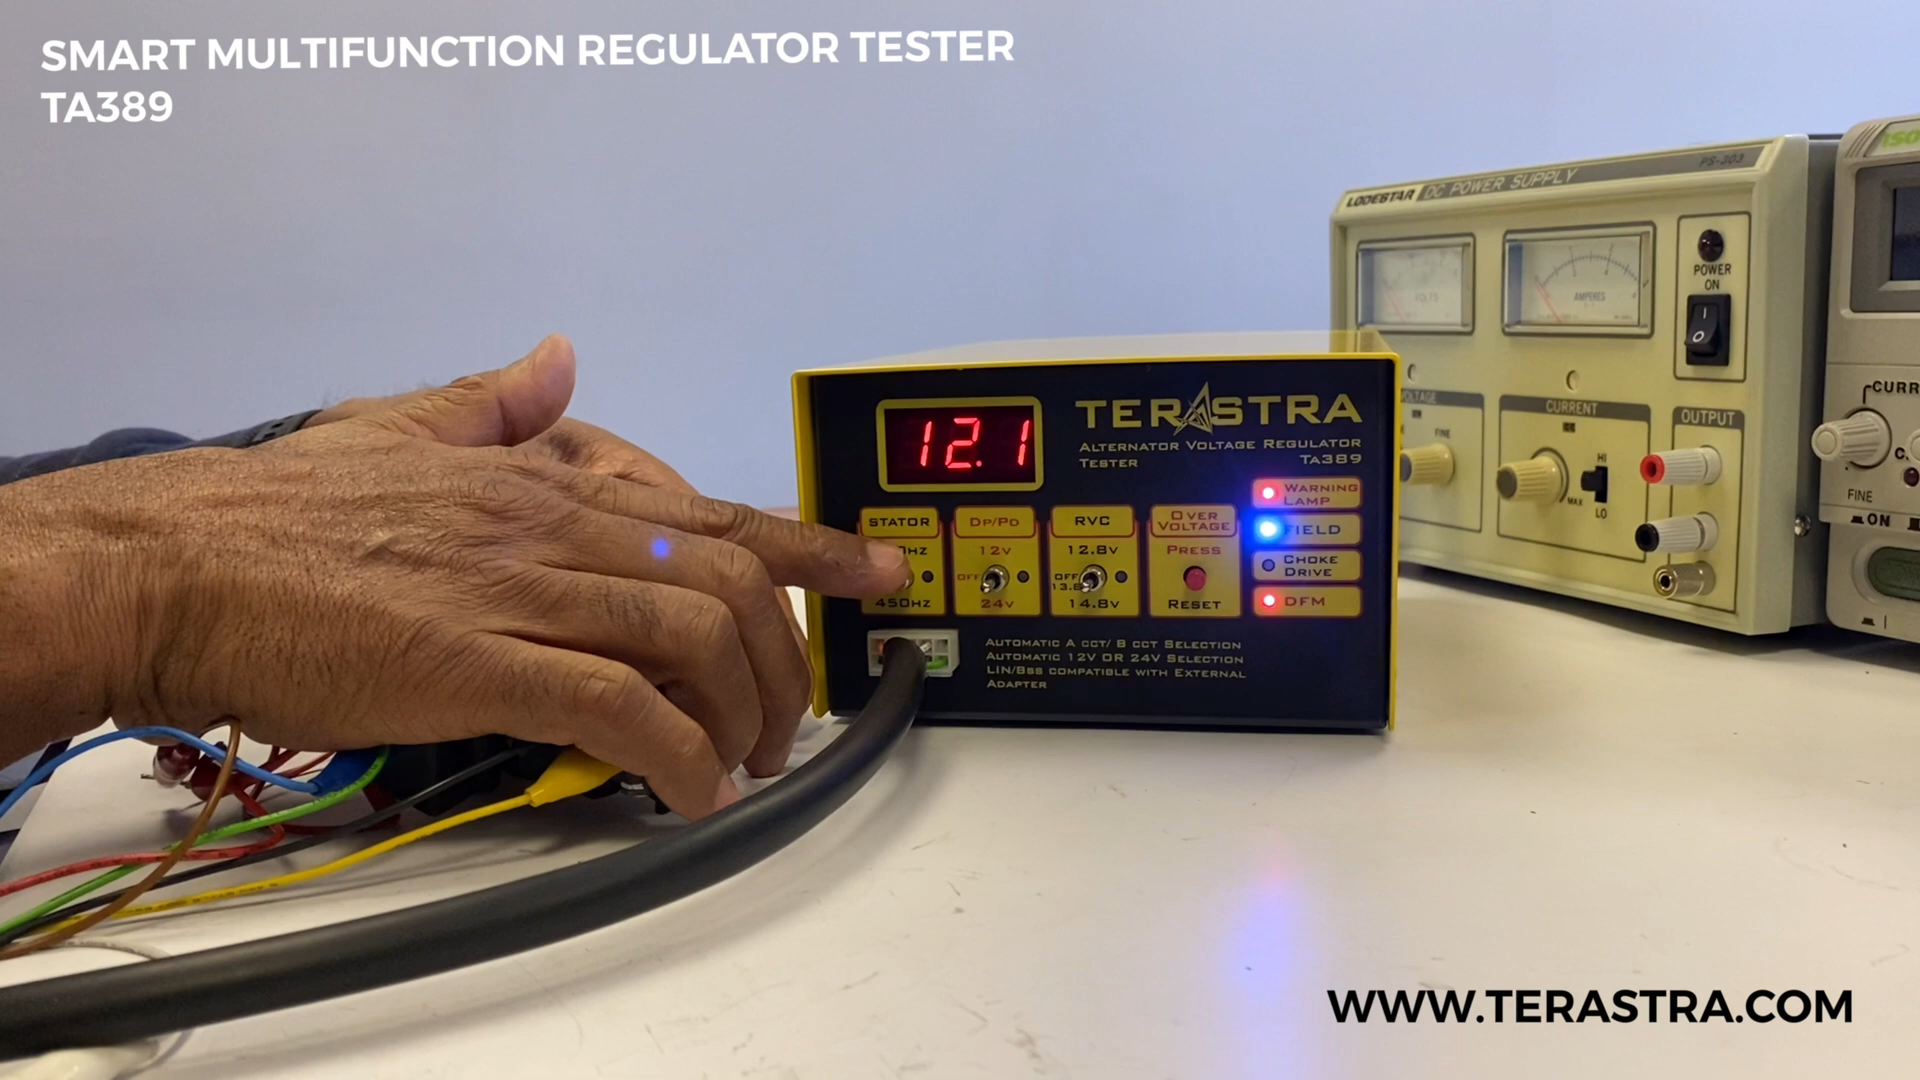 SMART MULTIFUNCTION REGULATOR TESTER
TA389
12.1
TERASTRA
ALTERNATOR VOLTAGE REGULATOR
TESTER
TA389
STATOR
450HZ
DP/PD
12V
OFF
24V
RVC
12.8V
OFF
14.8V
OVER
VOLTAGE
PRESS
RESET
WARNING
LAMP
FIELD
CHOKE
DRIVE
DFM
AUTOMATIC A CCT/ B CCT SELECTION
AUTOMATIC 12V OR 24V SELECTION
LIN/BSS COMPATIBLE WITH EXTERNAL
ADAPTER
LODESTAR DC POWER SUPPLY PS-303
VOLTS
AMPERES
POWER
ON
FINE
CURRENT
HI
MAX
LO
OUTPUT
FINE
ON
WWW.TERASTRA.COM